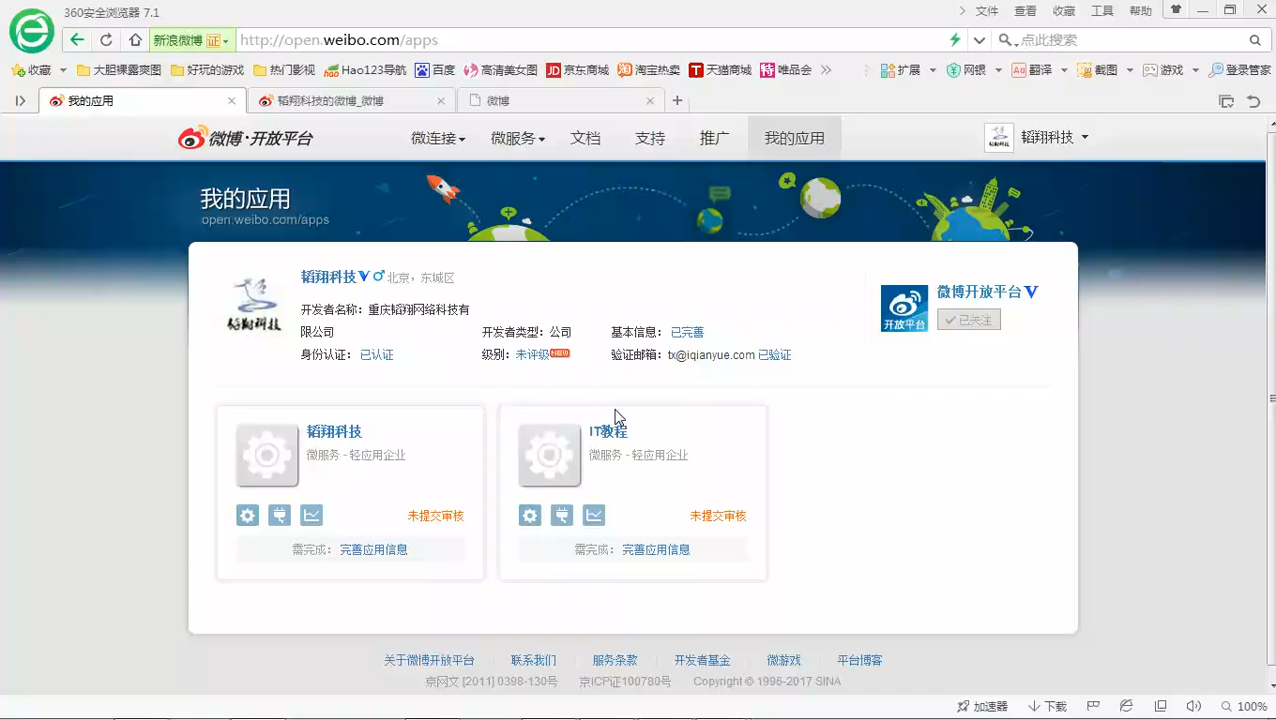 360安全浏览器 7.1
文件 查看 收藏 工具 帮助
新浪微博 证 http://open.weibo.com/apps 点此搜索
收藏 大胆裸露爽图 好玩的游戏 热门影视 Hao123导航 百度 高清美女图 京东商城 淘宝热卖 天猫商城 唯品会 扩展 网银 翻译 截图 游戏 登录管家
我的应用 韬翔科技的微博_微博 微博
微博·开放平台 微连接 微服务 文档 支持 推广 我的应用 韬翔科技
我的应用
open.weibo.com/apps
韬翔科技 北京，东城区
韬翔科技
微博开放平台
开放平台
已关注
开发者名称：重庆韬翔网络科技有
限公司 开发者类型：公司 基本信息：已完善
身份认证：已认证 级别：未评级NEW 验证邮箱：tx@iqianyue.com 已验证
韬翔科技
微服务 - 轻应用企业
未提交审核
需完成：完善应用信息
IT教程
微服务 - 轻应用企业
未提交审核
需完成：完善应用信息
关于微博开放平台 联系我们 服务条款 开发者基金 微游戏 平台博客
京网文 [2011] 0398-130号 京ICP证100780号 Copyright © 1996-2017 SINA
加速器 下载 100%